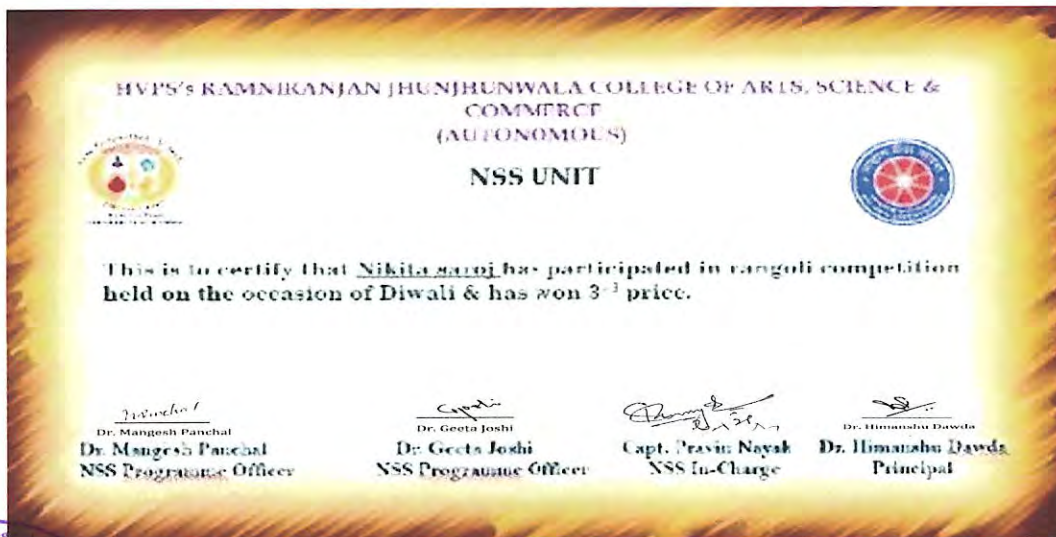 HVPS's RAMNIRANJAN JHUNJHUNWALA COLLEGE OF ARTS, SCIENCE &
COMMERCE
(AUTONOMOUS)
NSS UNIT
This is to certify that Nikita saroj has participated in rangoli competition
held on the occasion of Diwali & has won 3rd price.
Dr. Mangesh Panchal
Dr. Mangesh Panchal
NSS Programme Officer
Dr. Geeta Joshi
Dr. Geeta Joshi
NSS Programme Officer
Capt. Pravin Nayak
NSS In-Charge
Dr. Himanshu Dawda
Dr. Himanshu Dawda
Principal